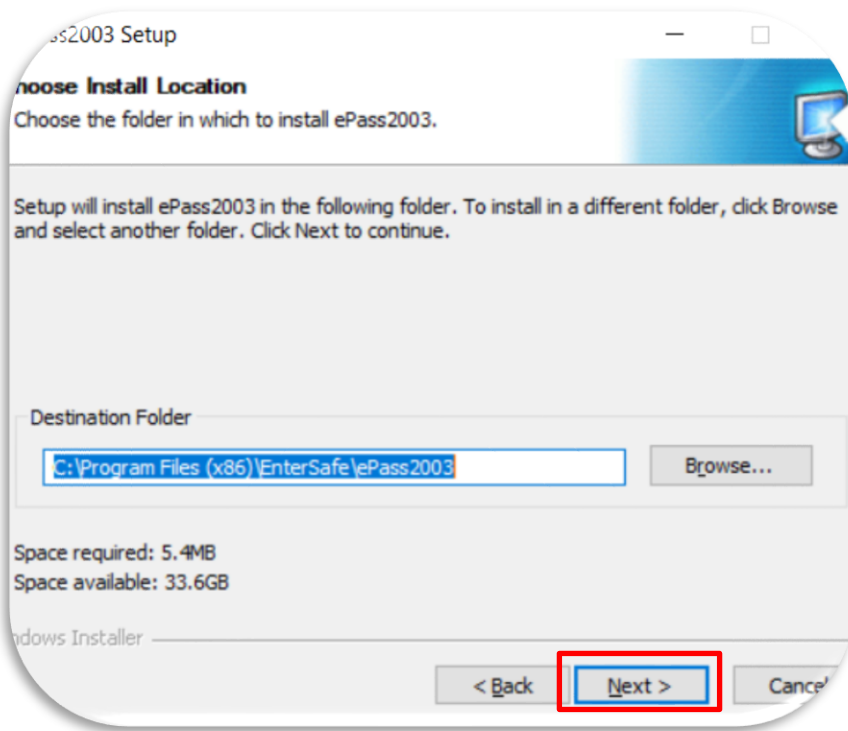 ss2003 Setup
hoose Install Location
Choose the folder in which to install ePass2003.
Setup will install ePass2003 in the following folder. To install in a different folder, click Browse
and select another folder. Click Next to continue.
Destination Folder
C:\Program Files (x86)\EnterSafe\ePass2003
Browse...
Space required: 5.4MB
Space available: 33.6GB
ndows Installer
< Back Next > Cancel